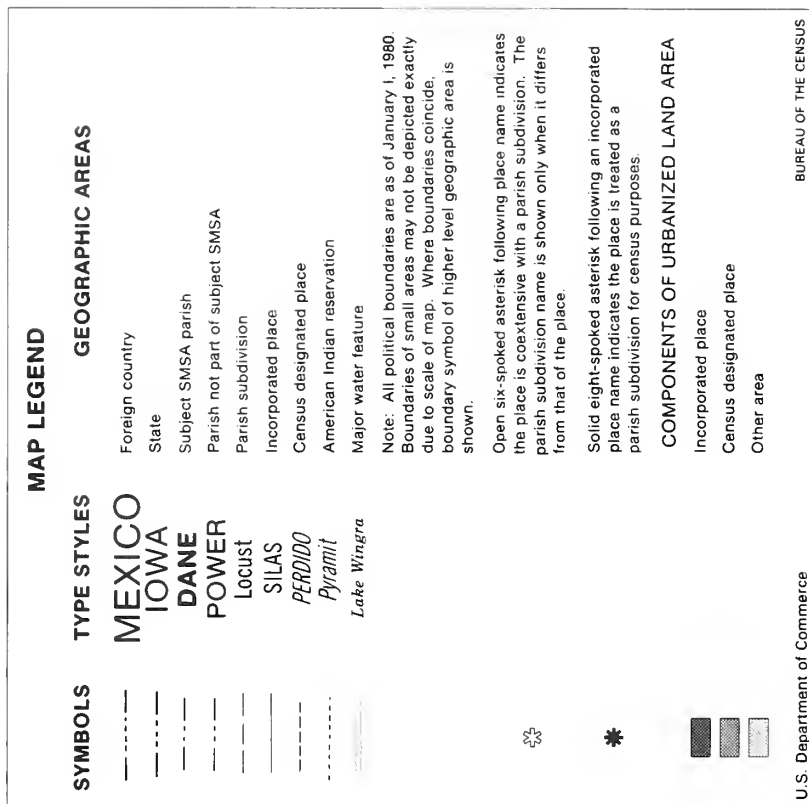 MAP LEGEND
SYMBOLS TYPE STYLES GEOGRAPHIC AREAS
MEXICO Foreign country
IOWA State
DANE Subject SMSA parish
POWER Parish not part of subject SMSA
Locust Parish subdivision
SILAS Incorporated place
PERDIDO Census designated place
Pyramit American Indian reservation
Lake Wingra Major water feature
Note: All political boundaries are as of January 1, 1980.
Boundaries of small areas may not be depicted exactly
due to scale of map. Where boundaries coincide,
boundary symbol of higher level geographic area is
shown.
Open six-spoked asterisk following place name indicates
the place is coextensive with a parish subdivision. The
parish subdivision name is shown only when it differs
from that of the place.
Solid eight-spoked asterisk following an incorporated
place name indicates the place is treated as a
parish subdivision for census purposes.
COMPONENTS OF URBANIZED LAND AREA
Incorporated place
Census designated place
Other area
U.S. Department of Commerce BUREAU OF THE CENSUS